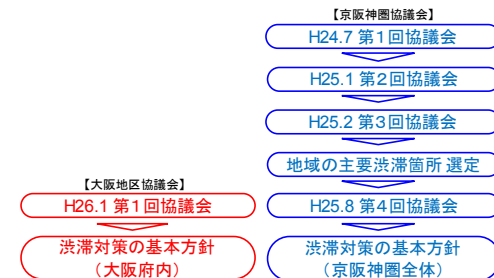 【京阪神圏協議会】
H24.7 第1回協議会
H25.1 第2回協議会
H25.2 第3回協議会
地域の主要渋滞箇所 選定
H25.8 第4回協議会
渋滞対策の基本方針
（京阪神圏全体）
【大阪地区協議会】
H26.1 第1回協議会
渋滞対策の基本方針
（大阪府内）